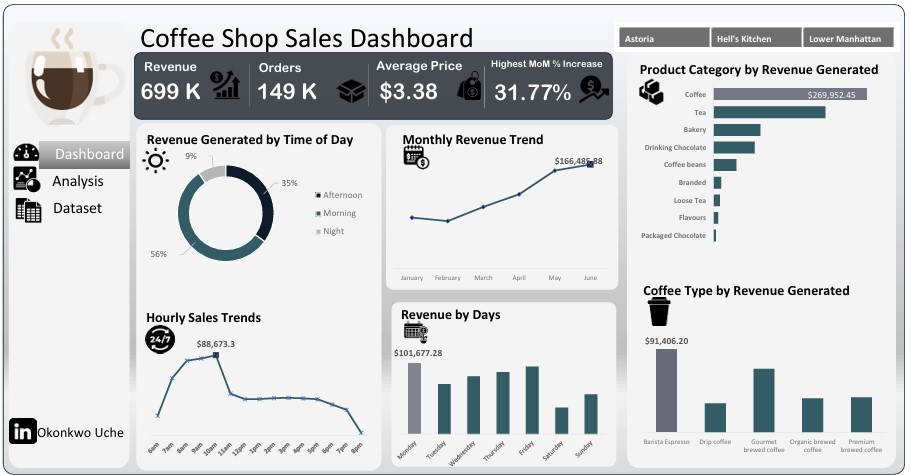 Coffee Shop Sales Dashboard
Astoria
Hell's Kitchen
Lower Manhattan
Revenue
699 K
Orders
149 K
Average Price
$3.38
Highest MoM % Increase
31.77%
Dashboard
Analysis
Dataset
Okonkwo Uche
in
Revenue Generated by Time of Day
9%
35%
56%
Afternoon
Morning
Night
Monthly Revenue Trend
$166,485.88
January
February
March
April
May
June
Product Category by Revenue Generated
Coffee
$269,952.45
Tea
Bakery
Drinking Chocolate
Coffee beans
Branded
Loose Tea
Flavours
Packaged Chocolate
Hourly Sales Trends
24/7
$88,673.3
6am
7am
8am
9am
10am
11am
12pm
1pm
2pm
3pm
4pm
5pm
6pm
7pm
8pm
Revenue by Days
$101,677.28
Monday
Tuesday
Wednesday
Thursday
Friday
Saturday
Sunday
Coffee Type by Revenue Generated
$91,406.20
Barista Espresso
Drip coffee
Gourmet
brewed coffee
Organic brewed
coffee
Premium
brewed coffee